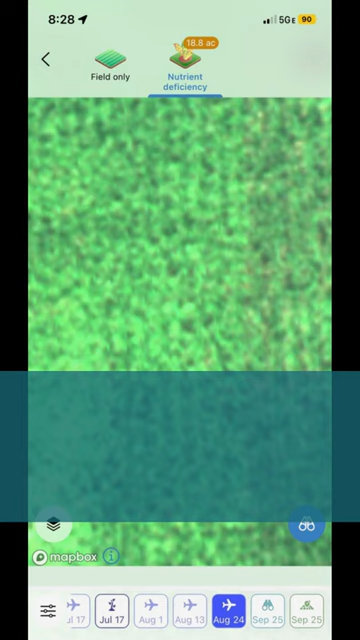 8:28
5GE 90
18.8 ac
Field only
Nutrient
deficiency
mapbox
Jul 17
Jul 17
Aug 1
Aug 13
Aug 24
Sep 25
Sep 25